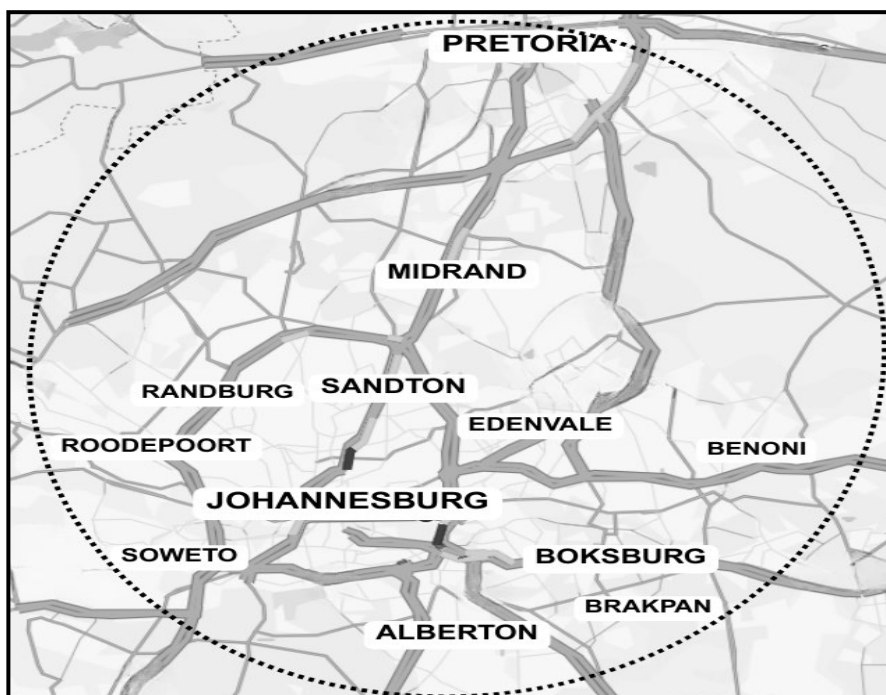 PRETORIA
MIDRAND
RANDBURG
SANDTON
EDENVALE
ROODEPOORT
BENONI
JOHANNESBURG
SOWETO
BOKSBURG
BRAKPAN
ALBERTON